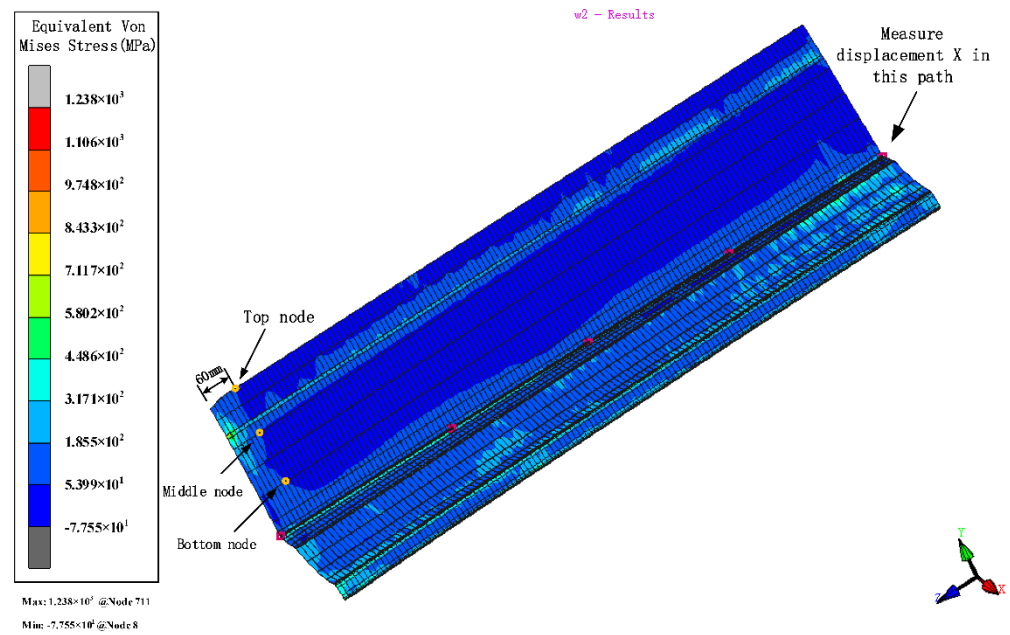 w2 - Results
Equivalent Von
Mises Stress(MPa)
1.238×10³
1.106×10³
9.748×10²
8.433×10²
7.117×10²
5.802×10²
4.486×10²
3.171×10²
1.855×10²
5.399×10¹
-7.755×10¹
Max: 1.238×10³ @Node 711
Min: -7.755×10¹@Node 8
Measure
displacement X in
this path
Top node
60mm
Middle node
Bottom node
Y
Z
X